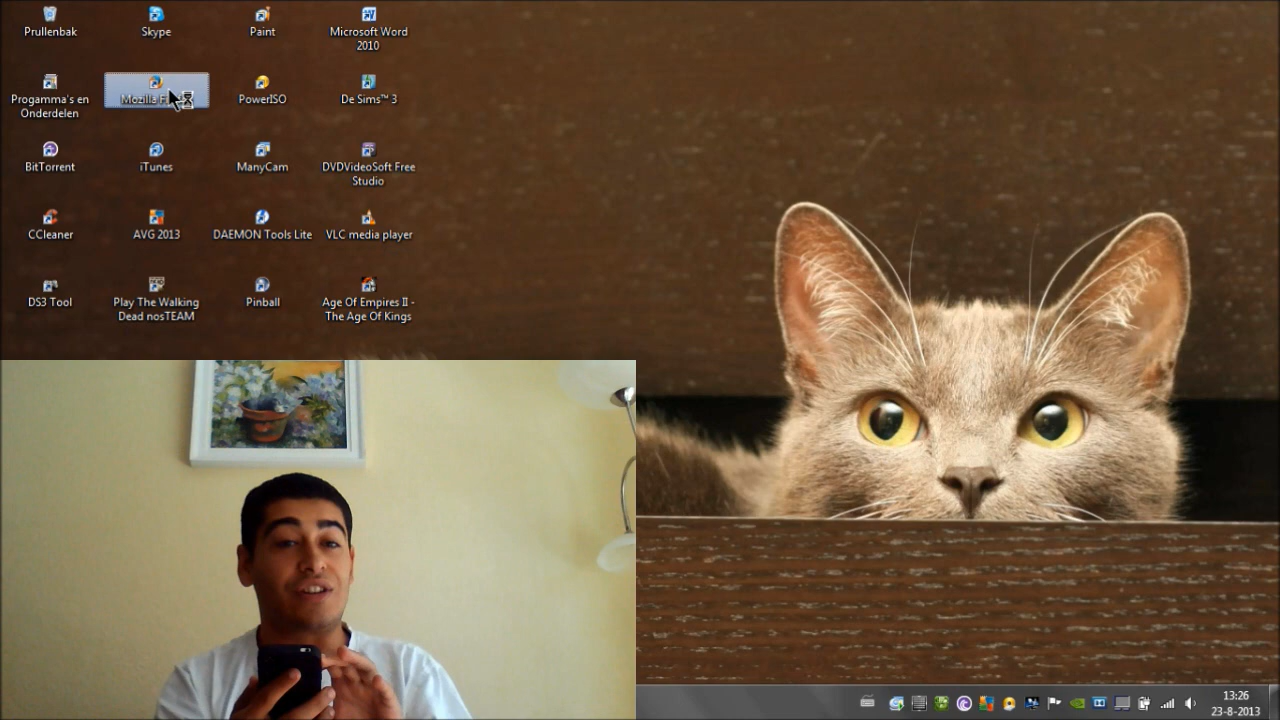 Prullenbak
Skype
Paint
Microsoft Word
2010
Progamma's en
Onderdelen
PowerISO
De Sims™ 3
BitTorrent
iTunes
ManyCam
DVDVideoSoft Free
Studio
CCleaner
AVG 2013
DAEMON Tools Lite
VLC media player
DS3 Tool
Play The Walking
Dead nosTEAM
Pinball
Age Of Empires II -
The Age Of Kings
Mozilla
13:26
23-8-2013